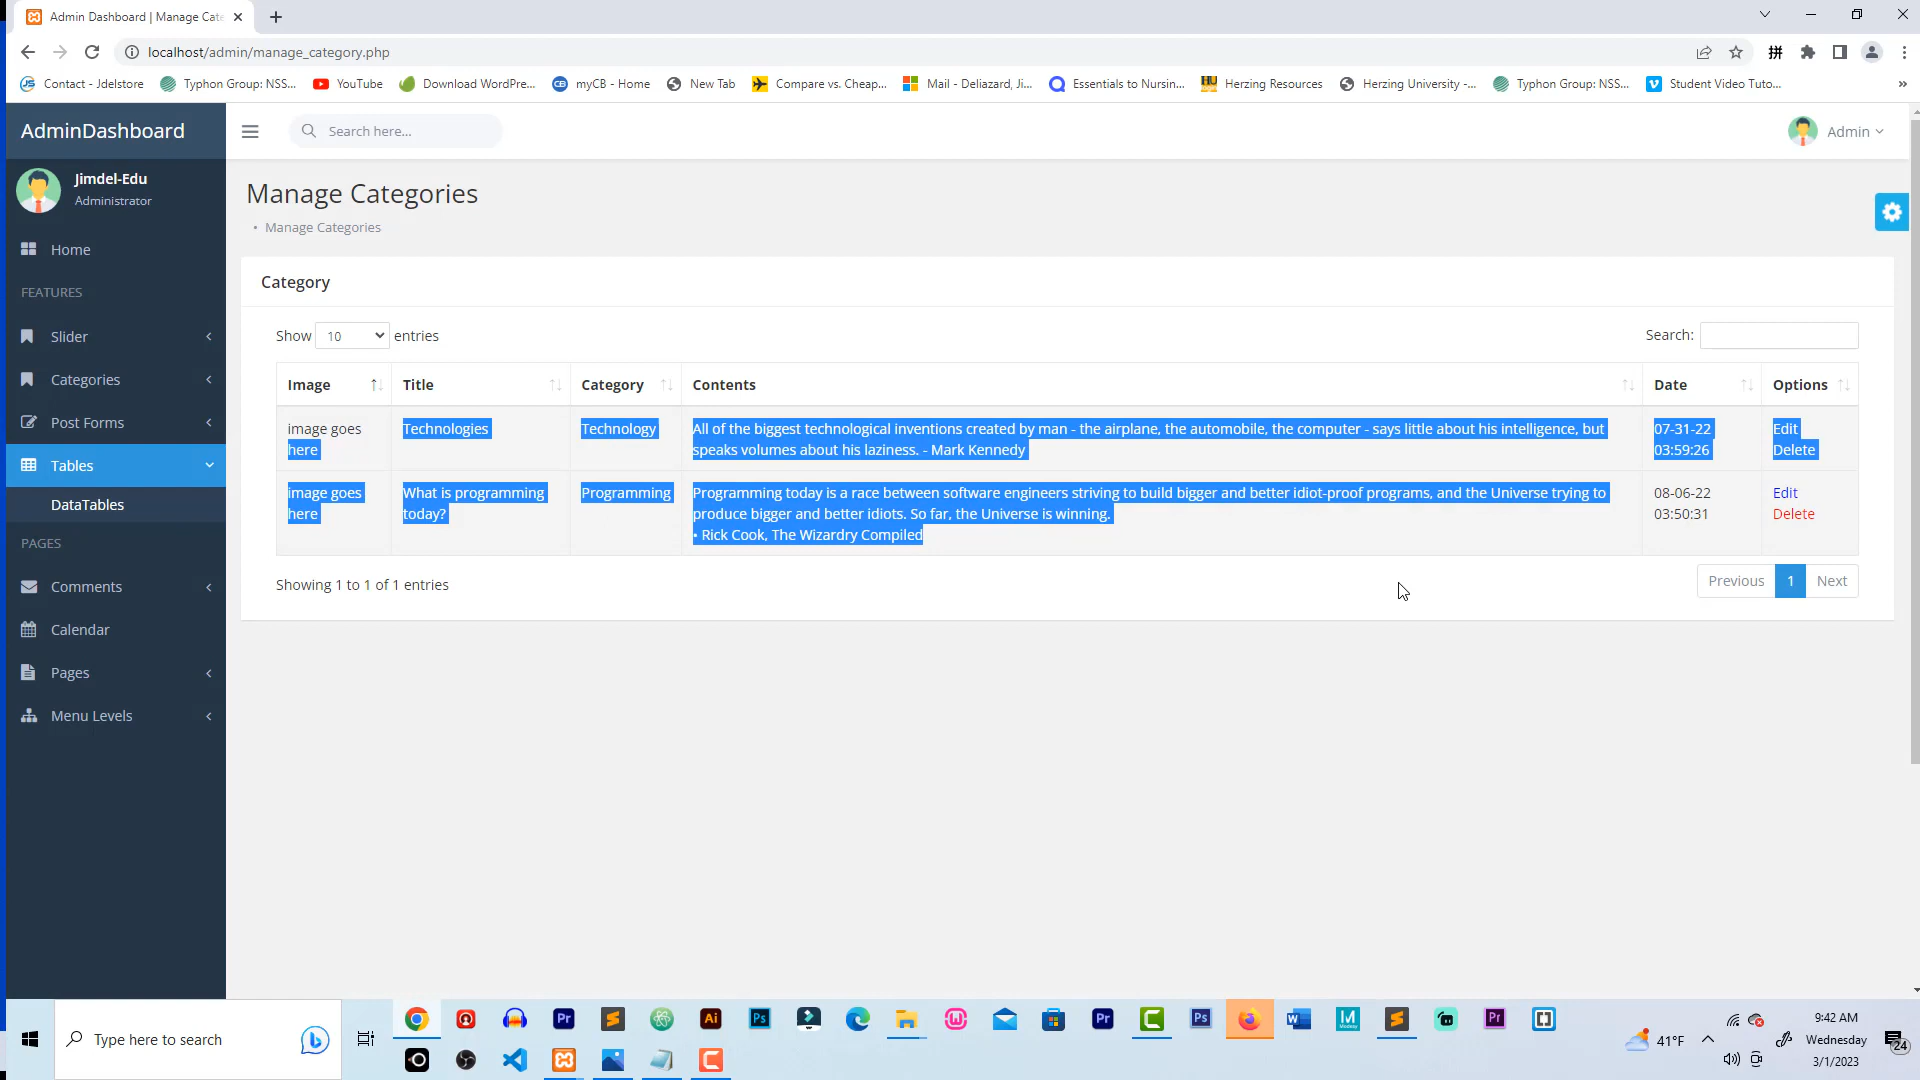 Admin Dashboard | Manage Cate
localhost/admin/manage_category.php
Contact - Jdelstore
Typhon Group: NSS...
YouTube
Download WordPre...
myCB - Home
New Tab
Compare vs. Cheap...
Mail - Deliazard, Ji...
Essentials to Nursin...
Herzing Resources
Herzing University -...
Typhon Group: NSS...
Student Video Tuto...
AdminDashboard
Search here...
Admin
Jimdel-Edu
Administrator
Home
FEATURES
Slider
Categories
Post Forms
Tables
DataTables
PAGES
Comments
Calendar
Pages
Menu Levels
Manage Categories
• Manage Categories
Category
Show 10 entries
Search:
Image Title Category Contents Date Options
image goes here
Technologies
Technology
All of the biggest technological inventions created by man - the airplane, the automobile, the computer - says little about his intelligence, but
speaks volumes about his laziness. - Mark Kennedy
07-31-22
03:59:26
Edit
Delete
image goes here
What is programming
today?
Programming
Programming today is a race between software engineers striving to build bigger and better idiot-proof programs, and the Universe trying to
produce bigger and better idiots. So far, the Universe is winning.
• Rick Cook, The Wizardry Compiled
08-06-22
03:50:31
Edit
Delete
Showing 1 to 1 of 1 entries
Previous 1 Next
Type here to search
41°F
9:42 AM
Wednesday
3/1/2023
24